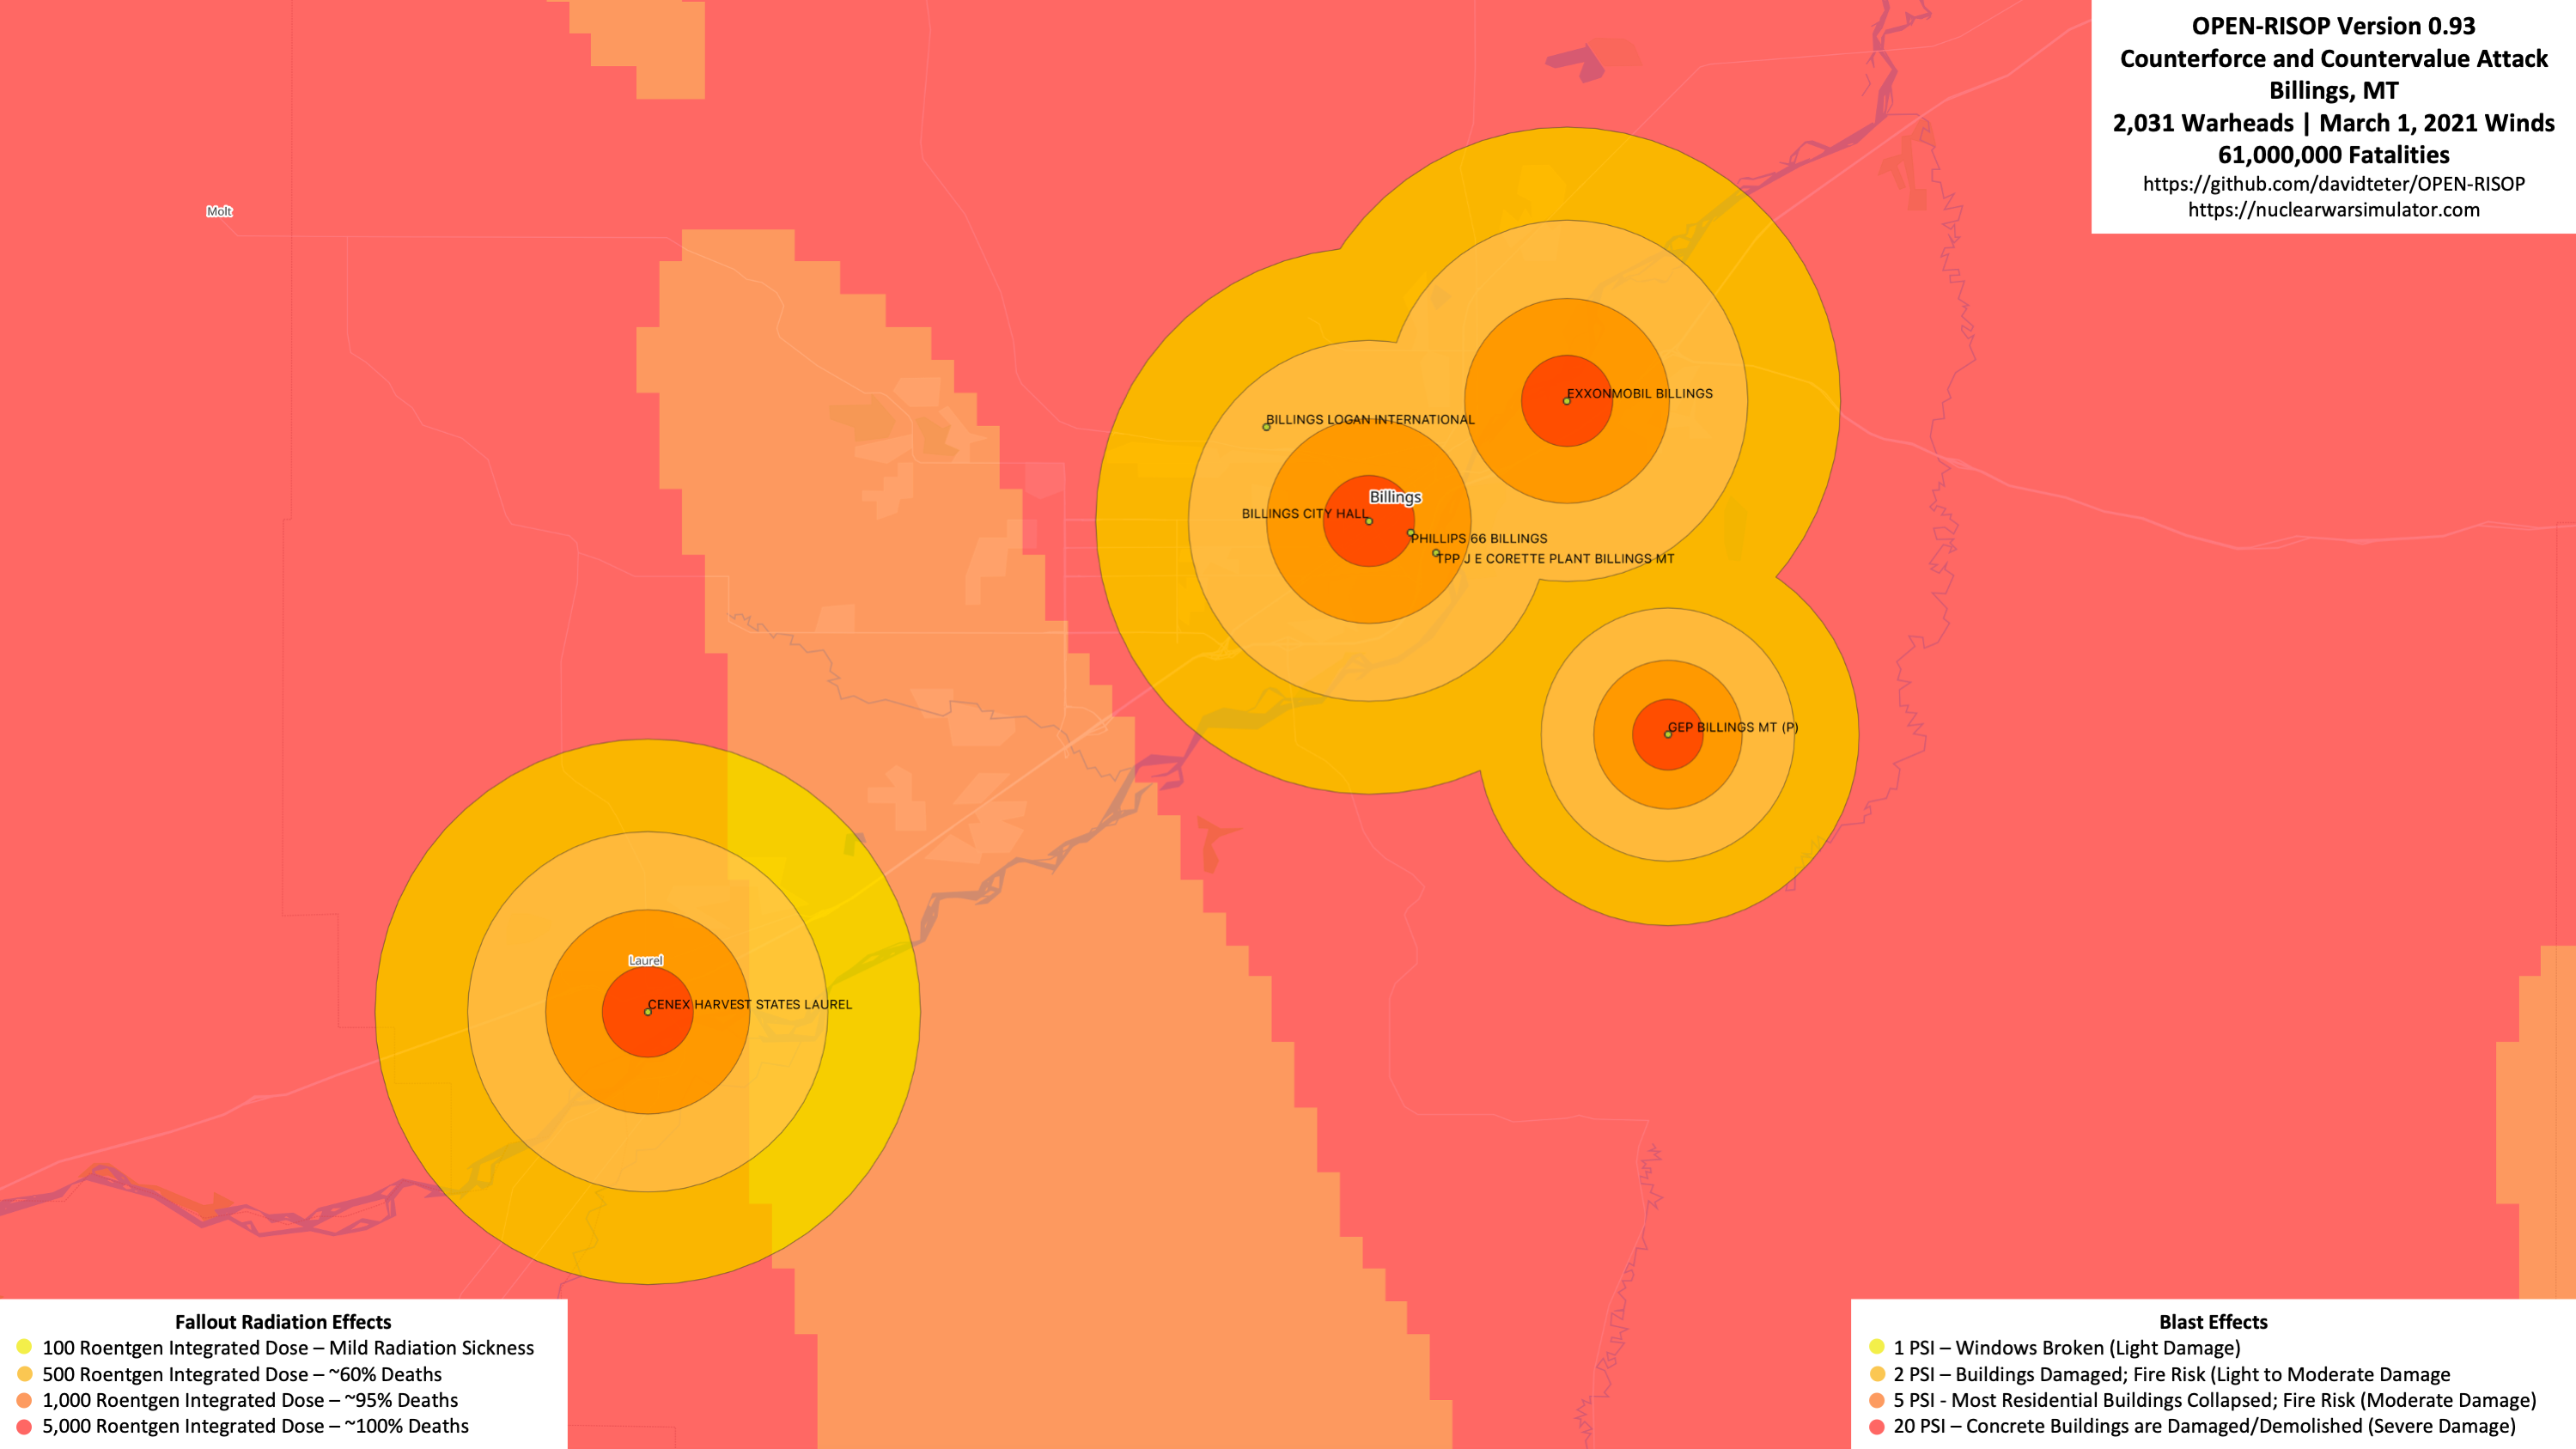 OPEN-RISOP Version 0.93
Counterforce and Countervalue Attack
Billings, MT
2,031 Warheads | March 1, 2021 Winds
61,000,000 Fatalities
https://github.com/davidteter/OPEN-RISOP
https://nuclearwarsimulator.com
Molt
EXXONMOBIL BILLINGS
BILLINGS LOGAN INTERNATIONAL
Billings
BILLINGS CITY HALL
PHILLIPS 66 BILLINGS
TPP J E CORETTE PLANT BILLINGS MT
GEP BILLINGS MT (P)
Laurel
CENEX HARVEST STATES LAUREL
Fallout Radiation Effects
100 Roentgen Integrated Dose – Mild Radiation Sickness
500 Roentgen Integrated Dose – ~60% Deaths
1,000 Roentgen Integrated Dose – ~95% Deaths
5,000 Roentgen Integrated Dose – ~100% Deaths
Blast Effects
1 PSI – Windows Broken (Light Damage)
2 PSI – Buildings Damaged; Fire Risk (Light to Moderate Damage
5 PSI - Most Residential Buildings Collapsed; Fire Risk (Moderate Damage)
20 PSI – Concrete Buildings are Damaged/Demolished (Severe Damage)